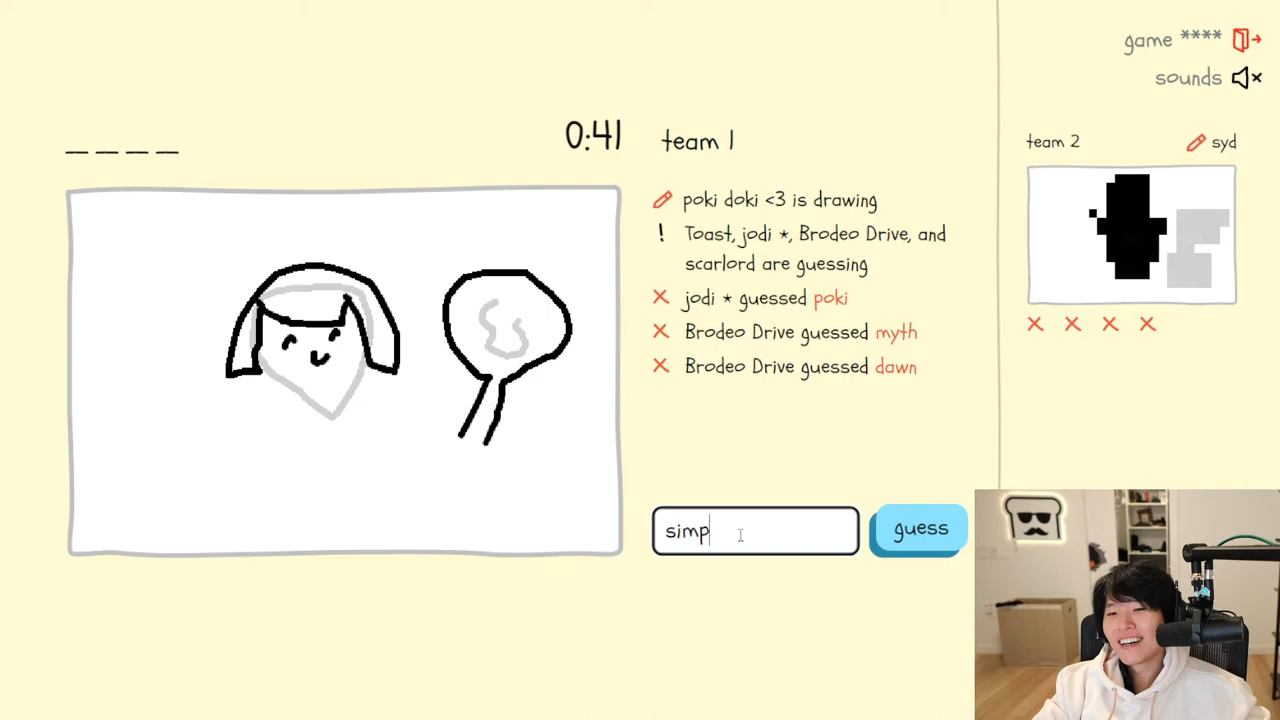 game ****
sounds
0:41
team 1
poki doki <3 is drawing
! Toast, jodi ★, Brodeo Drive, and
scarlord are guessing
jodi ★ guessed poki
Brodeo Drive guessed myth
Brodeo Drive guessed dawn
simp
guess
team 2
syd